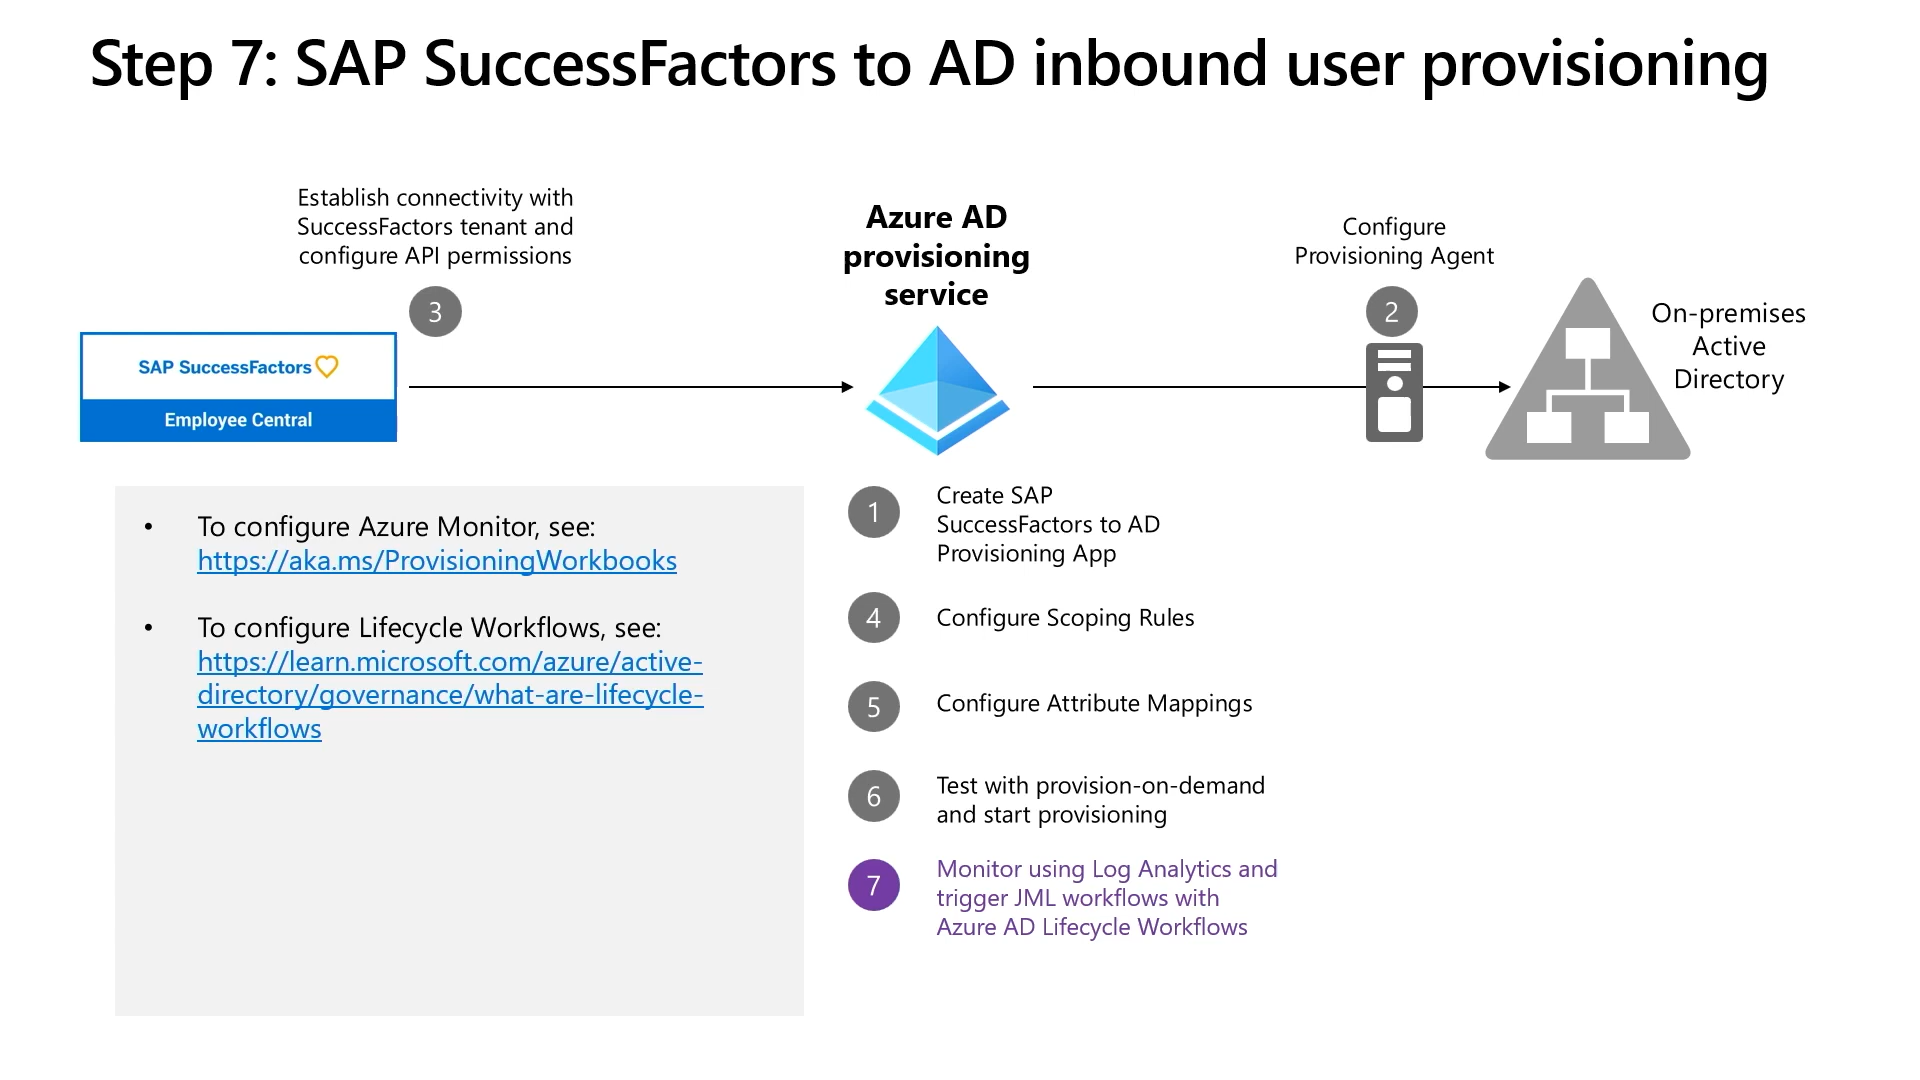 Step 7: SAP SuccessFactors to AD inbound user provisioning
Establish connectivity with
SuccessFactors tenant and
configure API permissions
3
SAP SuccessFactors
Employee Central
Azure AD
provisioning
service
Configure
Provisioning Agent
2
On-premises
Active
Directory
• To configure Azure Monitor, see:
https://aka.ms/ProvisioningWorkbooks
• To configure Lifecycle Workflows, see:
https://learn.microsoft.com/azure/active-
directory/governance/what-are-lifecycle-
workflows
1
Create SAP
SuccessFactors to AD
Provisioning App
4
Configure Scoping Rules
5
Configure Attribute Mappings
6
Test with provision-on-demand
and start provisioning
7
Monitor using Log Analytics and
trigger JML workflows with
Azure AD Lifecycle Workflows